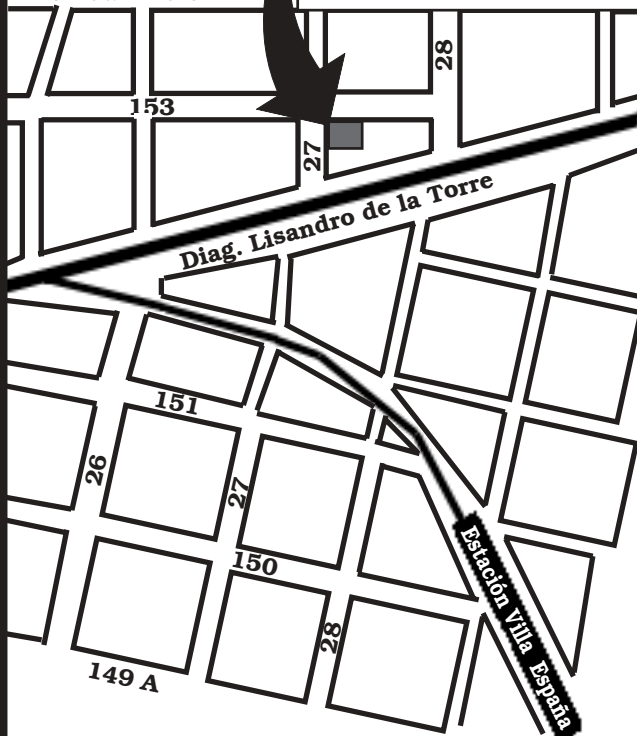 28
153
27
Diag. Lisandro de la Torre
151
26
27
150
28
149 A
Estación Villa España